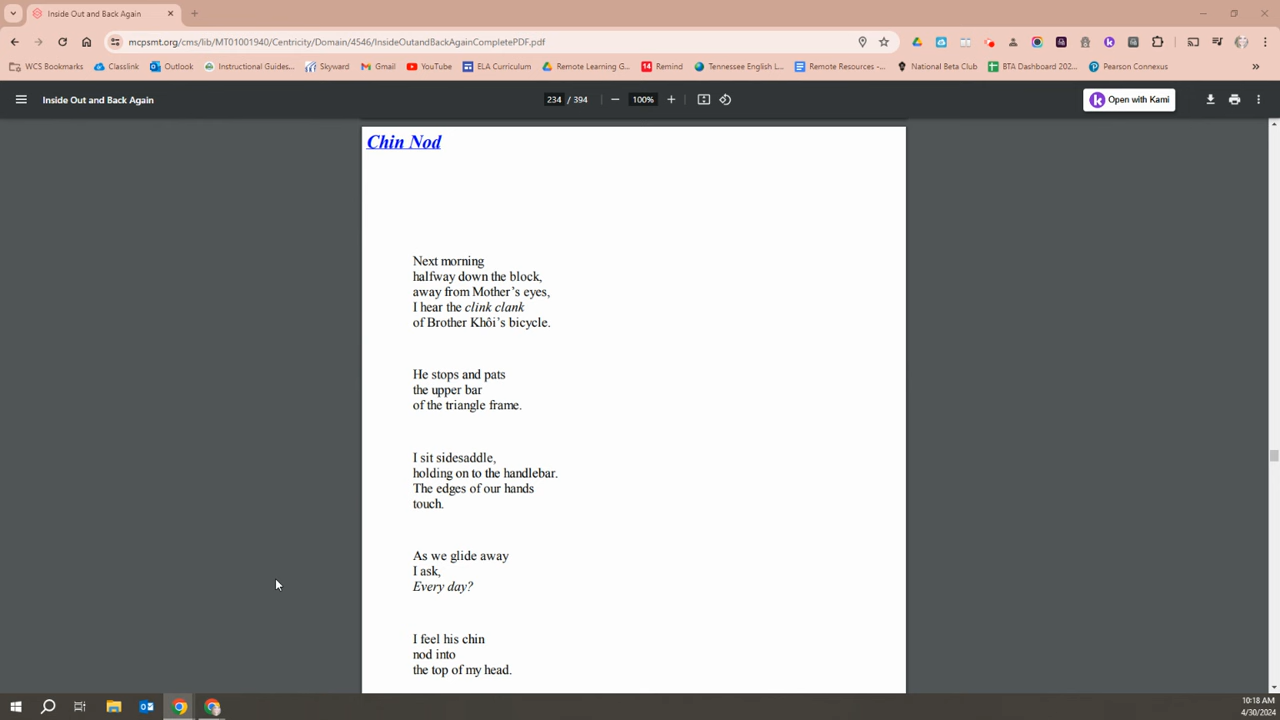 Inside Out and Back Again
mcpsmt.org/cms/lib/MT01001940/Centricity/Domain/4546/InsideOutandBackAgainCompletePDF.pdf
WCS Bookmarks
Classlink
Outlook
Instructional Guides...
Skyward
Gmail
YouTube
ELA Curriculum
Remote Learning G...
14 Remind
Tennessee English L...
Remote Resources -...
National Beta Club
BTA Dashboard 202...
Pearson Connexus
Inside Out and Back Again
234 / 394
100%
Open with Kami
Chin Nod
Next morning
halfway down the block,
away from Mother’s eyes,
I hear the clink clank
of Brother Khôi’s bicycle.
He stops and pats
the upper bar
of the triangle frame.
I sit sidesaddle,
holding on to the handlebar.
The edges of our hands
touch.
As we glide away
I ask,
Every day?
I feel his chin
nod into
the top of my head.
10:18 AM
4/30/2024